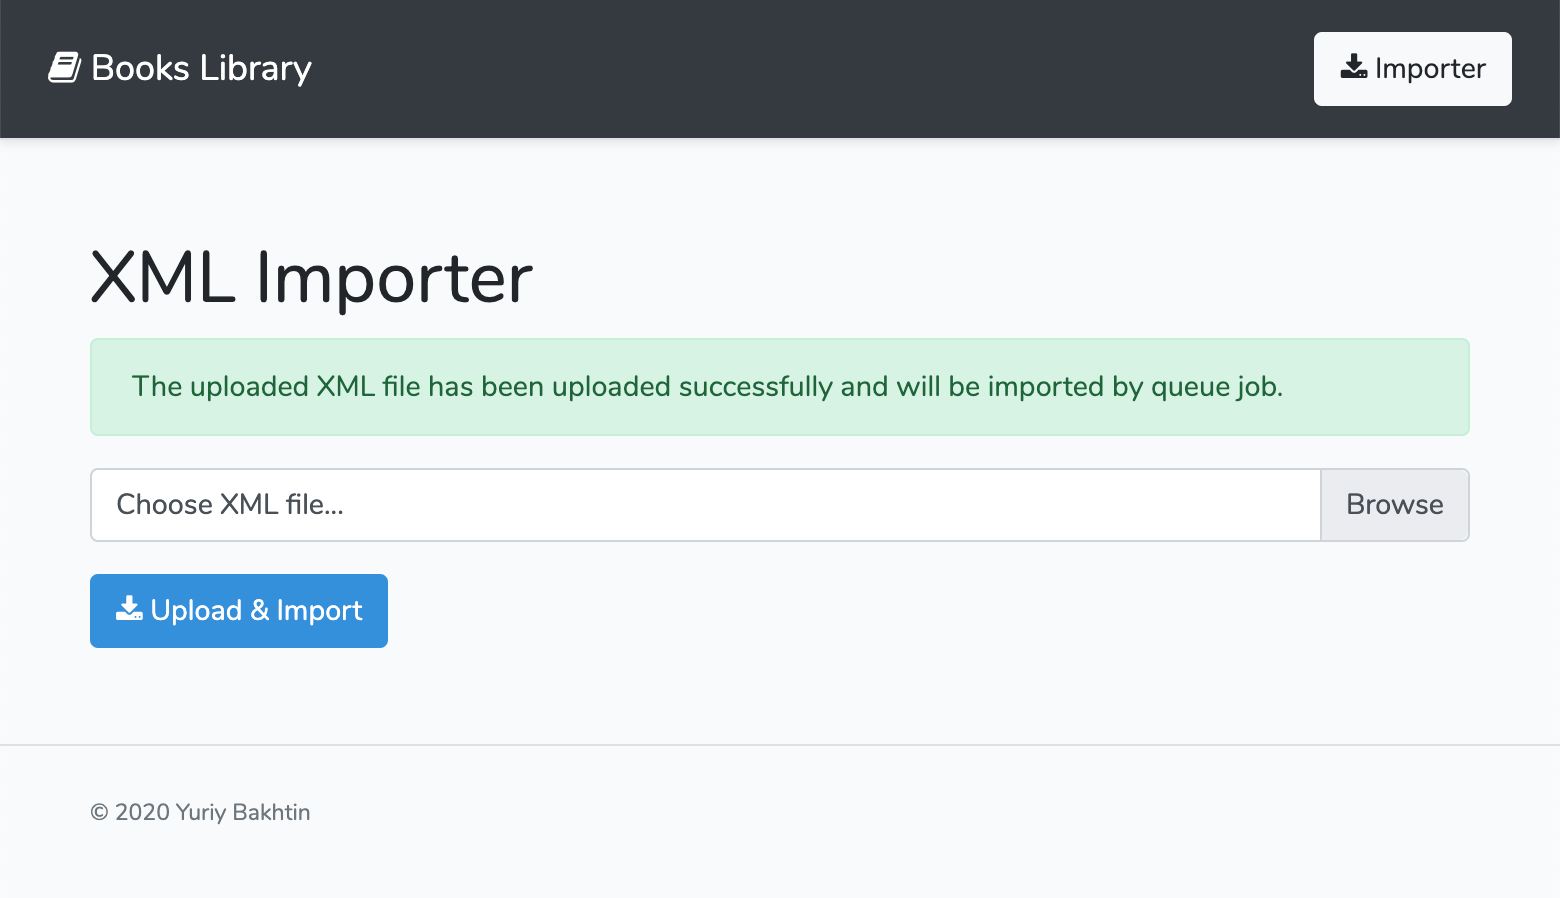 Books Library
Importer
XML Importer
The uploaded XML file has been uploaded successfully and will be imported by queue job.
Choose XML file...
Browse
Upload & Import
© 2020 Yuriy Bakhtin